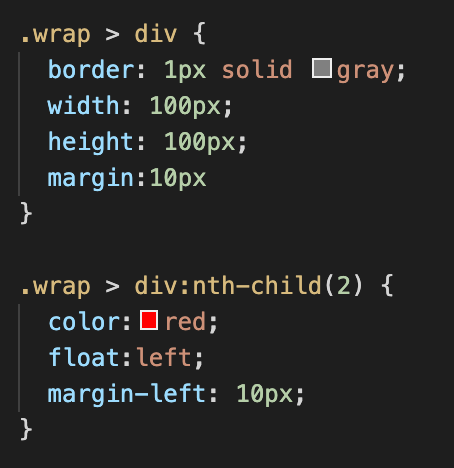 .wrap > div {
border: 1px solid gray;
width: 100px;
height: 100px;
margin:10px
}
.wrap > div:nth-child(2) {
color: red;
float:left;
margin-left: 10px;
}